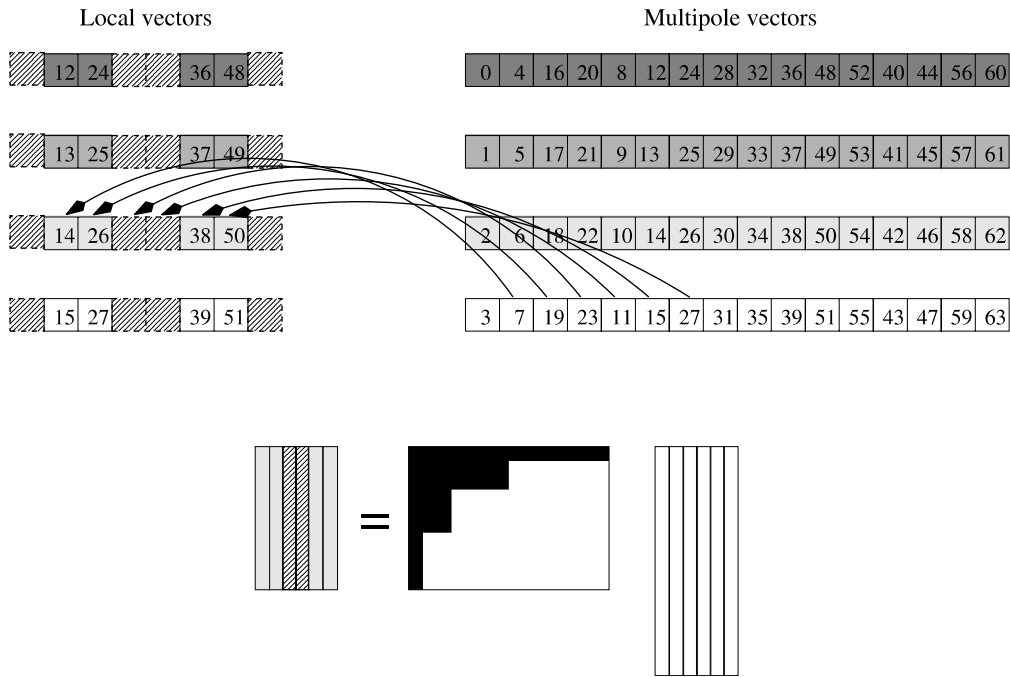 Local vectors
Multipole vectors
12 24 36 48
0 4 16 20 8 12 24 28 32 36 48 52 40 44 56 60
13 25 37 49
1 5 17 21 9 13 25 29 33 37 49 53 41 45 57 61
14 26 38 50
2 6 18 22 10 14 26 30 34 38 50 54 42 46 58 62
15 27 39 51
3 7 19 23 11 15 27 31 35 39 51 55 43 47 59 63
=